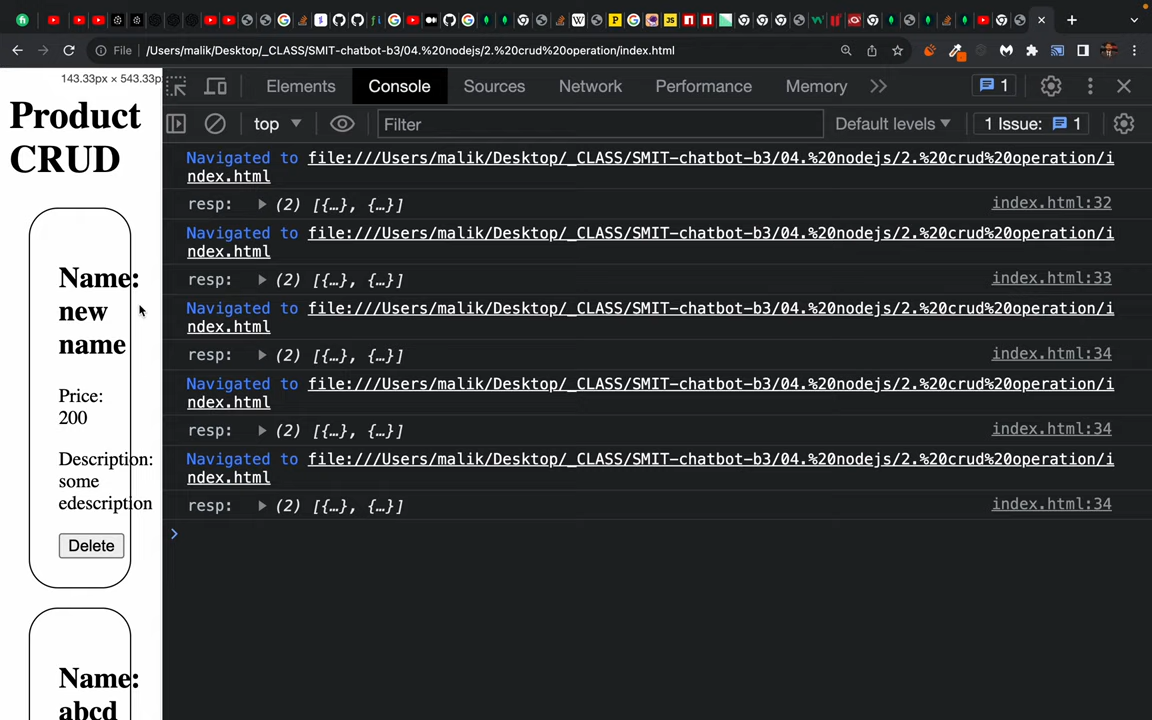 File /Users/malik/Desktop/_CLASS/SMIT-chatbot-b3/04.%20nodejs/2.%20crud%20operation/index.html
143.33px × 543.33p
Elements Console Sources Network Performance Memory 1
top Filter Default levels 1 Issue: 1
Product
CRUD
Name:
new
name
Price:
200
Description:
some
edescription
Delete
Name:
abcd
Navigated to file:///Users/malik/Desktop/_CLASS/SMIT-chatbot-b3/04.%20nodejs/2.%20crud%20operation/i
ndex.html
resp: (2) [{…}, {…}] index.html:32
Navigated to file:///Users/malik/Desktop/_CLASS/SMIT-chatbot-b3/04.%20nodejs/2.%20crud%20operation/i
ndex.html
resp: (2) [{…}, {…}] index.html:33
Navigated to file:///Users/malik/Desktop/_CLASS/SMIT-chatbot-b3/04.%20nodejs/2.%20crud%20operation/i
ndex.html
resp: (2) [{…}, {…}] index.html:34
Navigated to file:///Users/malik/Desktop/_CLASS/SMIT-chatbot-b3/04.%20nodejs/2.%20crud%20operation/i
ndex.html
resp: (2) [{…}, {…}] index.html:34
Navigated to file:///Users/malik/Desktop/_CLASS/SMIT-chatbot-b3/04.%20nodejs/2.%20crud%20operation/i
ndex.html
resp: (2) [{…}, {…}] index.html:34